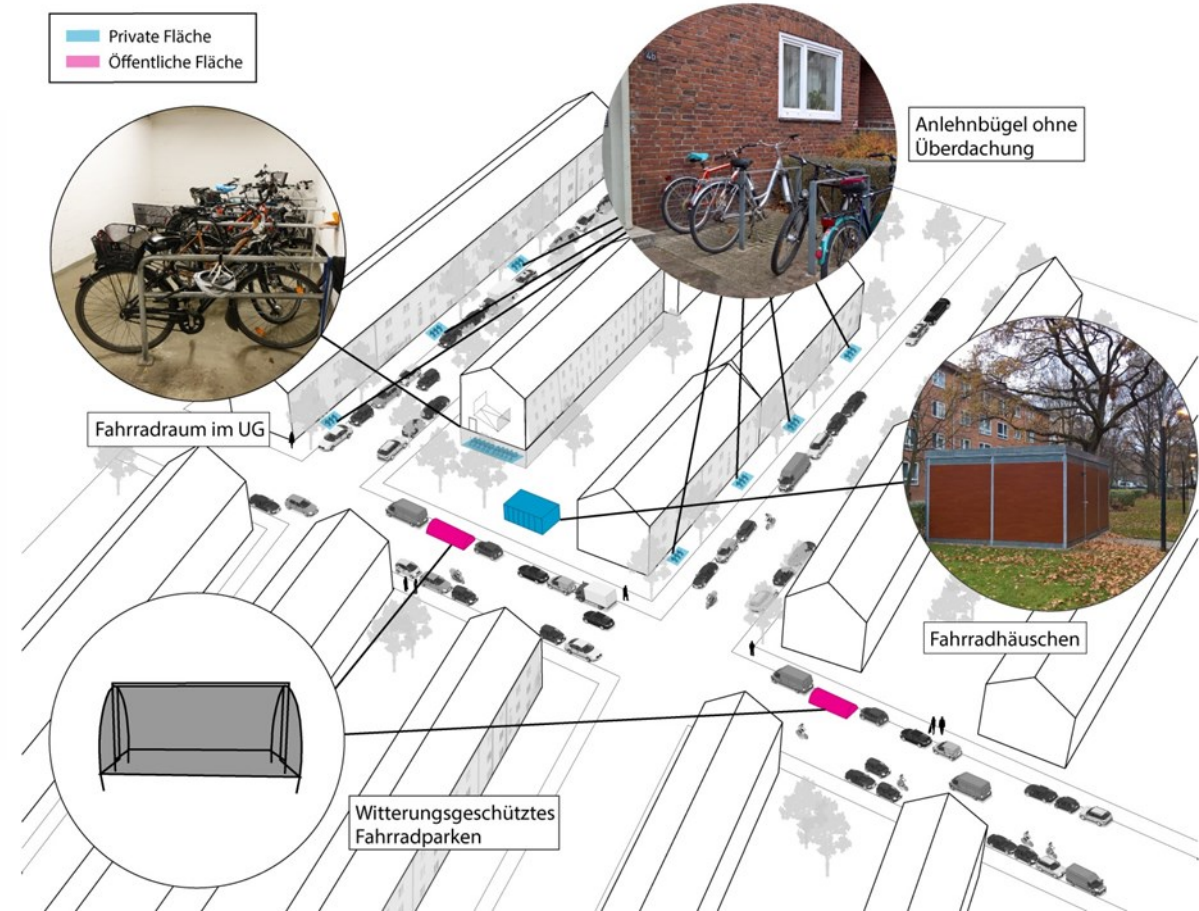 Private Fläche
Öffentliche Fläche
Anlehnbügel ohne
Überdachung
Fahrradraum im UG
Fahrradhäuschen
Witterungsgeschütztes
Fahrradparken